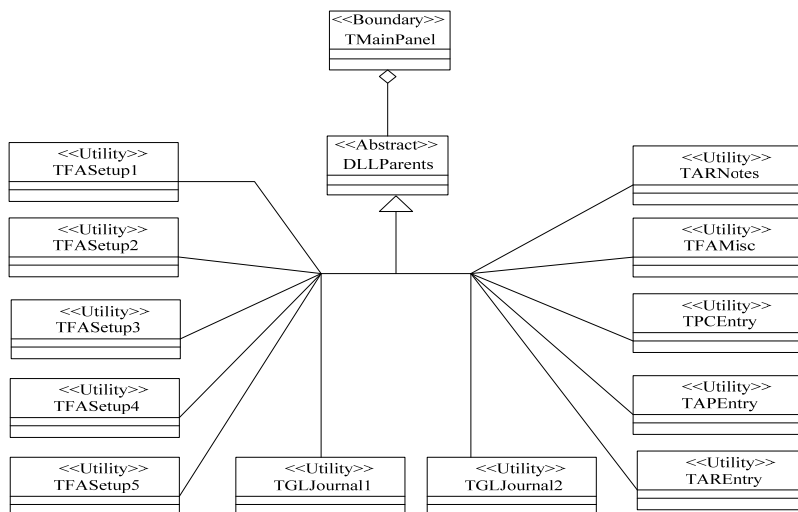 <<Boundary>>
TMainPanel
<<Abstract>>
DLLParents
<<Utility>>
TFASetup1
<<Utility>>
TFASetup2
<<Utility>>
TFASetup3
<<Utility>>
TFASetup4
<<Utility>>
TFASetup5
<<Utility>>
TGLJournal1
<<Utility>>
TGLJournal2
<<Utility>>
TARNotes
<<Utility>>
TFAMisc
<<Utility>>
TPCEntry
<<Utility>>
TAPEntry
<<Utility>>
TAREntry